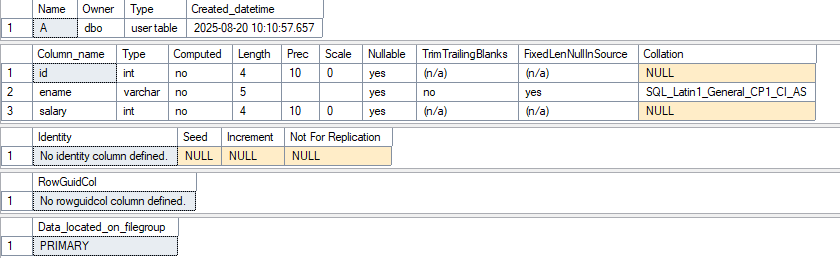 Name Owner Type Created_datetime
1 A dbo user table 2025-08-20 10:10:57.657
Column_name Type Computed Length Prec Scale Nullable TrimTrailingBlanks FixedLenNullInSource Collation
1 id int no 4 10 0 yes (n/a) (n/a) NULL
2 ename varchar no 5 yes no yes SQL_Latin1_General_CP1_CI_AS
3 salary int no 4 10 0 yes (n/a) (n/a) NULL
Identity Seed Increment Not For Replication
1 No identity column defined. NULL NULL NULL
RowGuidCol
1 No rowguidcol column defined.
Data_located_on_filegroup
1 PRIMARY